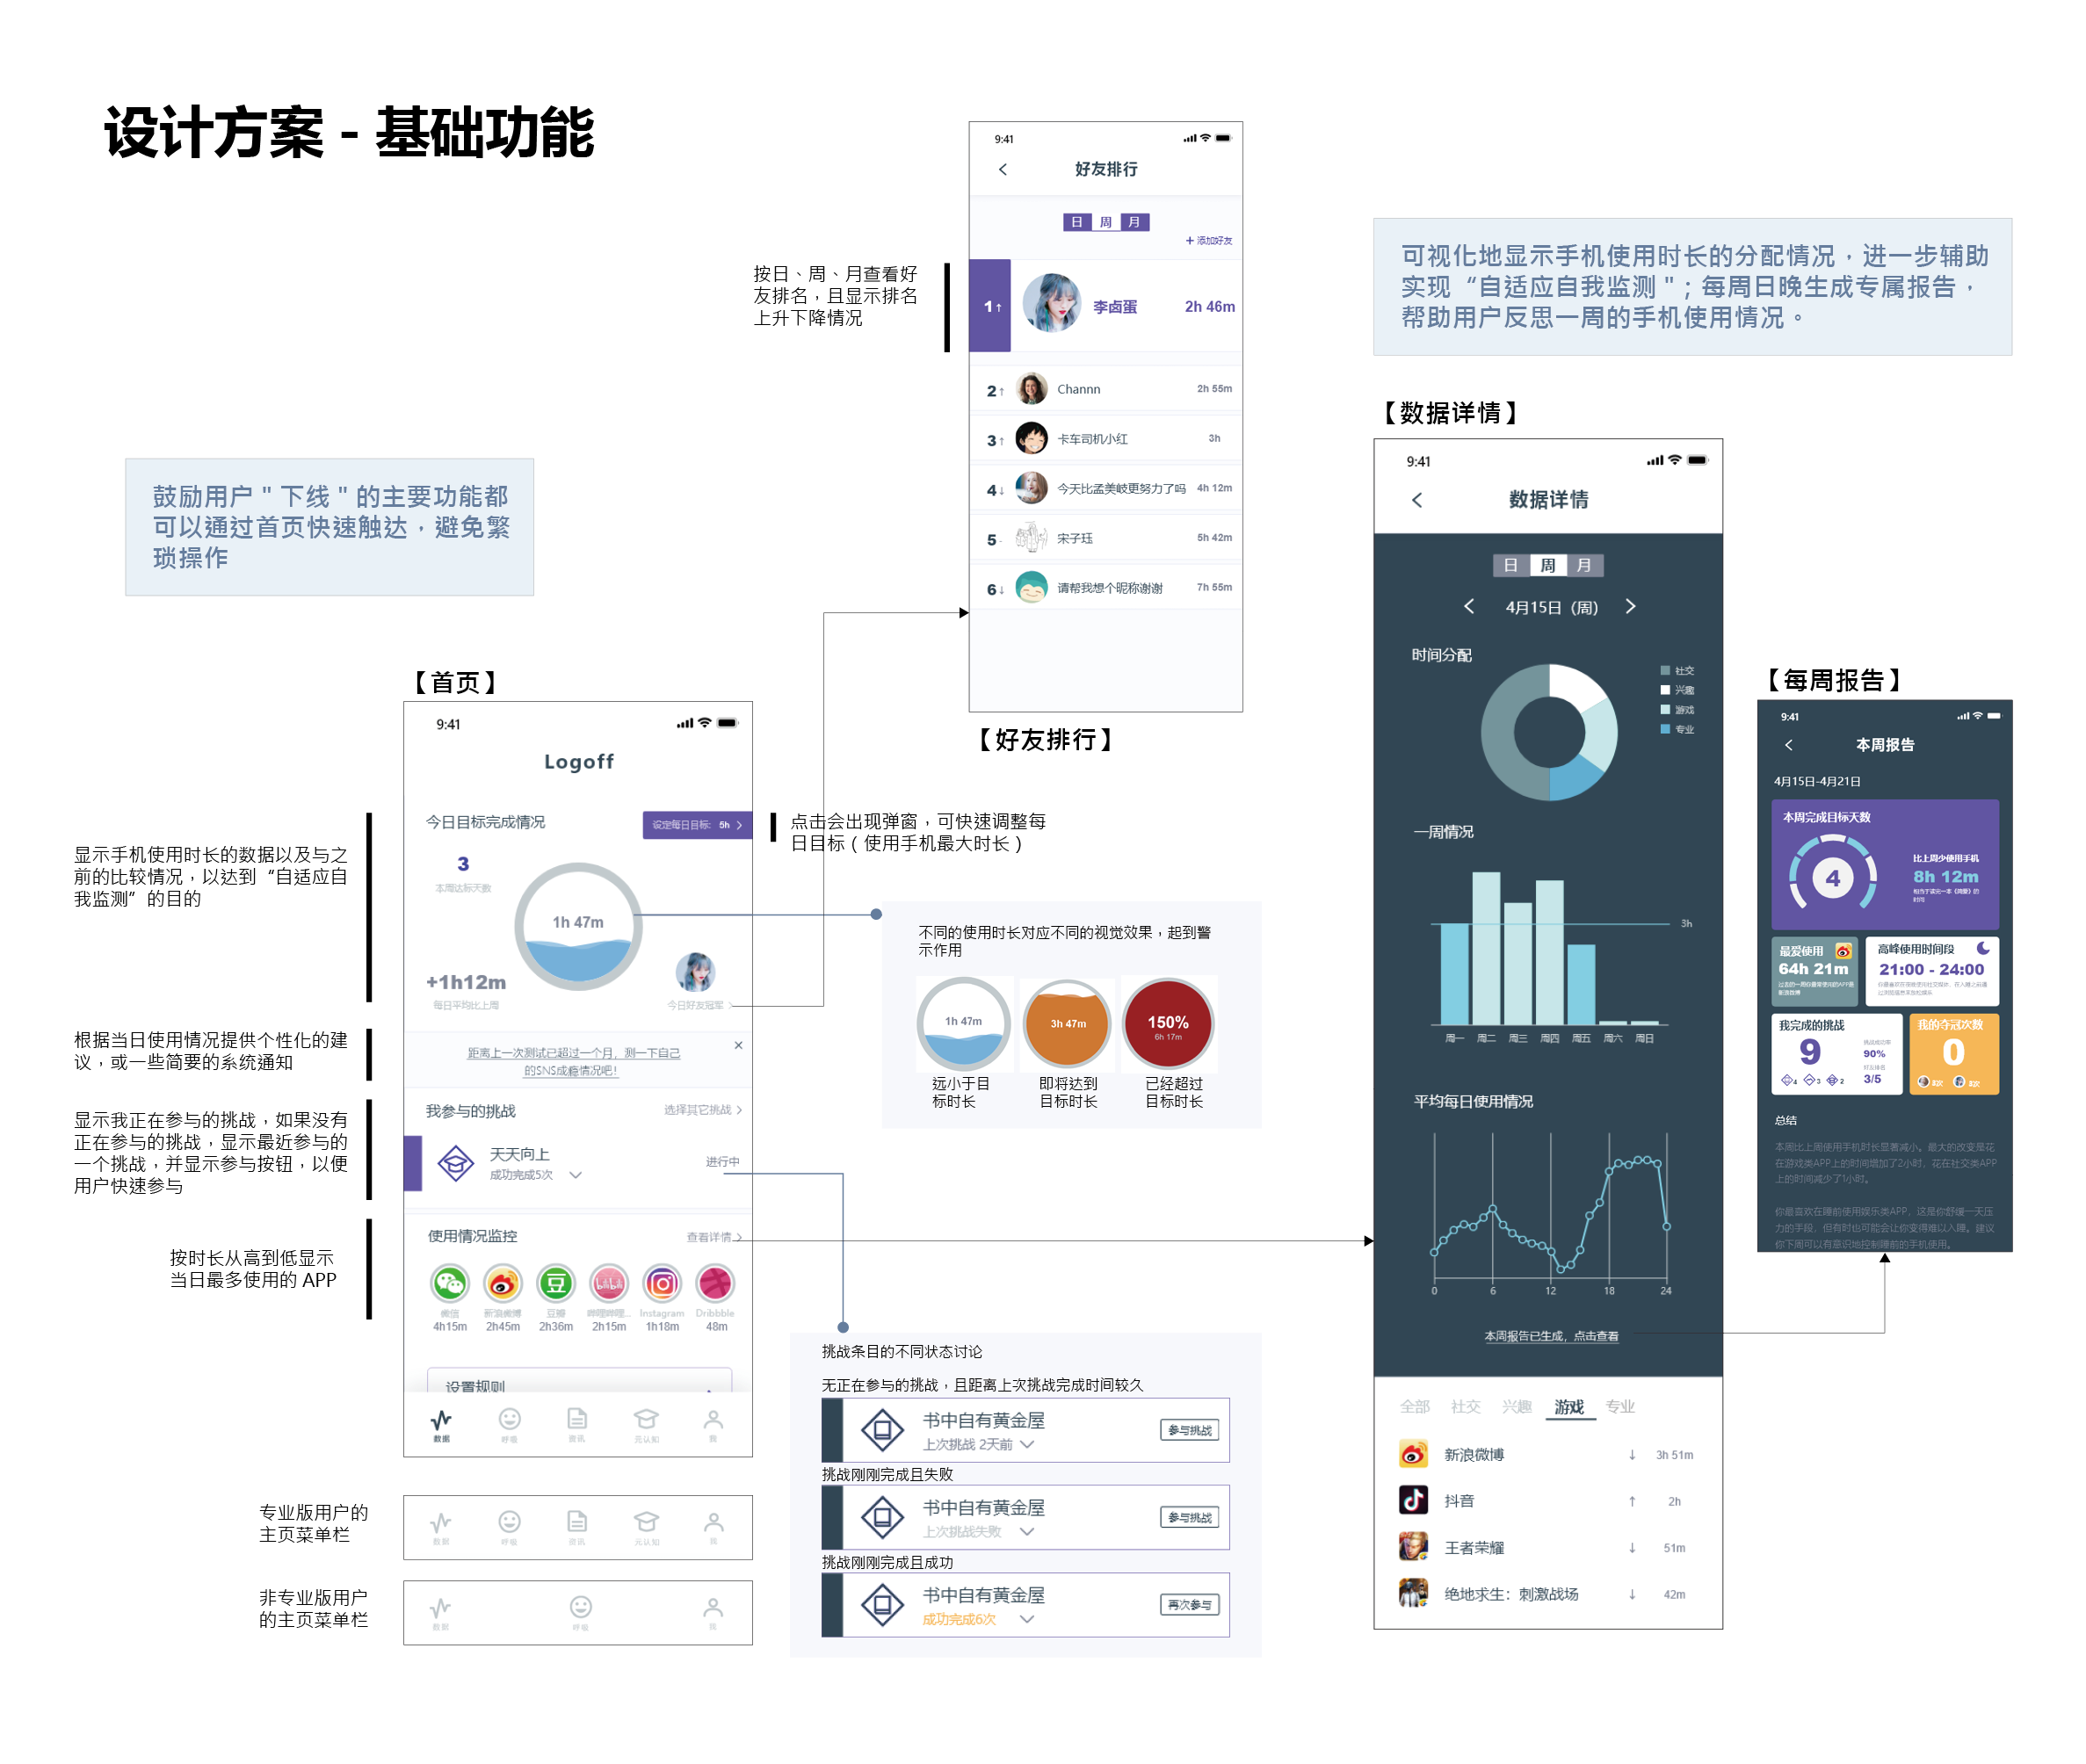 设计方案 - 基础功能
鼓励用户 " 下线 " 的主要功能都
可以通过首页快速触达，避免繁
琐操作
按日、周、月查看好
友排名，且显示排名
上升下降情况
9:41
好友排行
日 周 月
+ 添加好友
1↑ 李卤蛋 2h 46m
2↑ Channn 2h 55m
3↑ 卡车司机小红 3h
4↓ 今天比孟美岐更努力了吗 4h 12m
5- 宋子珏 5h 42m
6↓ 请帮我想个昵称谢谢 7h 55m
【好友排行】
可视化地显示手机使用时长的分配情况，进一步辅助
实现 “自适应自我监测 "；每周日晚生成专属报告，
帮助用户反思一周的手机使用情况。
【首页】
9:41
Logoff
今日目标完成情况
设定每日目标: 5h >
3
本周达标天数
1h 47m
+1h12m
每日平均比上周
今日好友冠军 >
距离上一次测试已超过一个月，测一下自己
的SNS成瘾情况吧！
我参与的挑战
选择其它挑战 >
天天向上
成功完成5次
进行中
使用情况监控
查看详情 >
微信 新浪微博 豆瓣 哔哩哔哩... Instagram Dribbble
4h15m 2h45m 2h36m 2h15m 1h18m 48m
设置规则
数据 呼吸 资讯 元认知 我
显示手机使用时长的数据以及与之
前的比较情况，以达到 “自适应自
我监测” 的目的
根据当日使用情况提供个性化的建
议，或一些简要的系统通知
显示我正在参与的挑战，如果没有
正在参与的挑战，显示最近参与的
一个挑战，并显示参与按钮，以便
用户快速参与
按时长从高到低显示
当日最多使用的 APP
专业版用户的
主页菜单栏
数据 呼吸 资讯 元认知 我
非专业版用户
的主页菜单栏
数据 呼吸 我
点击会出现弹窗，可快速调整每
日目标（使用手机最大时长）
不同的使用时长对应不同的视觉效果，起到警
示作用
1h 47m
3h 47m
150%
6h 17m
远小于目
标时长
即将达到
目标时长
已经超过
目标时长
挑战条目的不同状态讨论
无正在参与的挑战，且距离上次挑战完成时间较久
书中自有黄金屋
上次挑战 2天前
参与挑战
挑战刚刚完成且失败
书中自有黄金屋
上次挑战失败
参与挑战
挑战刚刚完成且成功
书中自有黄金屋
成功完成6次
再次参与
【数据详情】
9:41
数据详情
日 周 月
4月15日（周）
时间分配
社交
兴趣
游戏
专业
一周情况
3h
周一 周二 周三 周四 周五 周六 周日
平均每日使用情况
0 6 12 18 24
本周报告已生成，点击查看
全部 社交 兴趣 游戏 专业
新浪微博 ↓ 3h 51m
抖音 ↑ 2h
王者荣耀 ↓ 51m
绝地求生：刺激战场 ↓ 42m
【每周报告】
9:41
本周报告
4月15日-4月21日
本周完成目标天数
4
比上周少使用手机
8h 12m
时间
最爱使用
64h 21m
高峰使用时间段
21:00 - 24:00
我完成的挑战
9
4 3 2
90%
3/5
我的夺冠次数
0
总结
本周比上周使用手机时长显著减小。最大的改变是花
在游戏类APP上的时间增加了2小时，花在社交类APP
上的时间减少了1小时。
你最喜欢在睡前使用娱乐类APP，这是你舒缓一天压
力的手段，但有时也可能会让你变得难以入睡。建议
你下周可以有意识地控制睡前的手机使用。